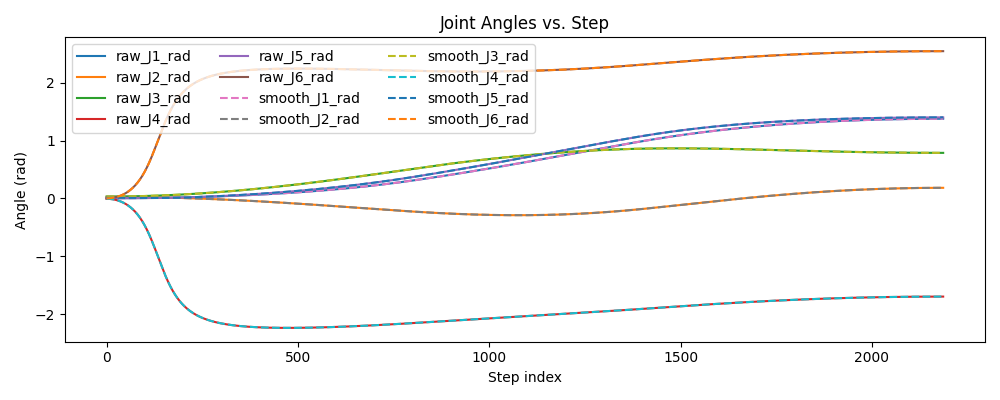 Joint Angles vs. Step
Angle (rad)
2
1
0
−1
−2
raw_J1_rad
raw_J2_rad
raw_J3_rad
raw_J4_rad
raw_J5_rad
raw_J6_rad
smooth_J1_rad
smooth_J2_rad
smooth_J3_rad
smooth_J4_rad
smooth_J5_rad
smooth_J6_rad
0
500
1000
1500
2000
Step index